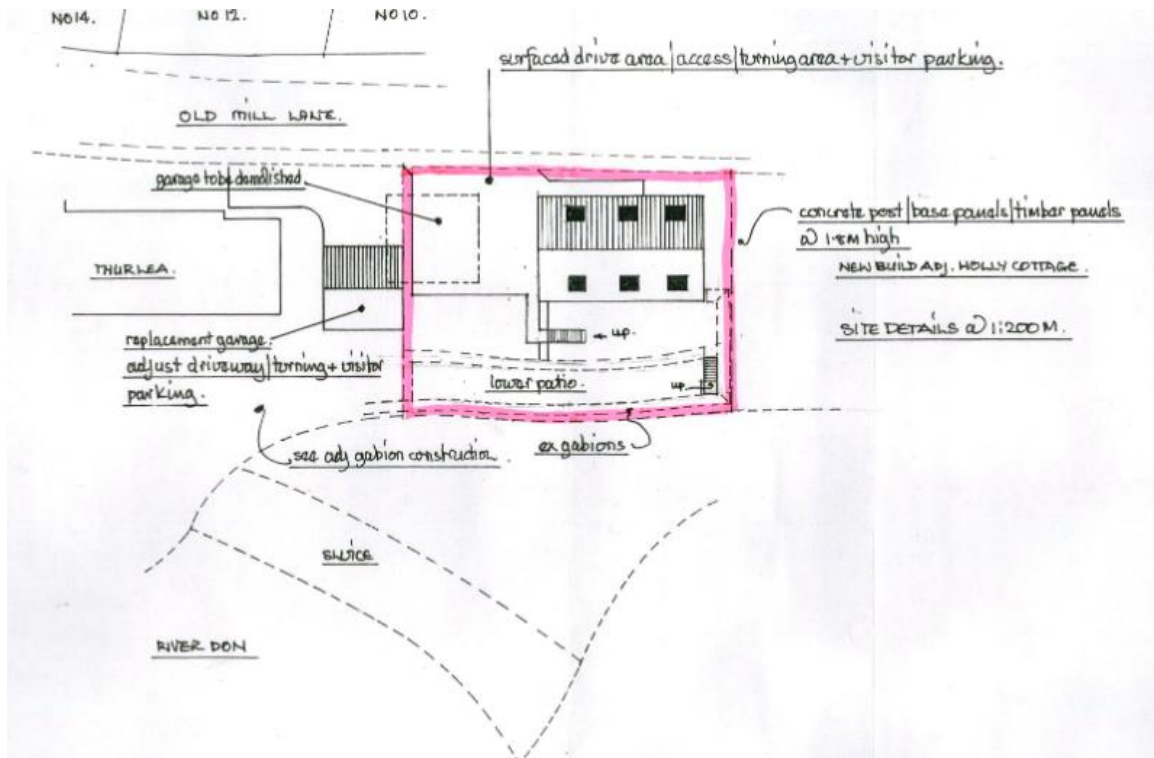 NO 14.
NO 12.
NO 10.
surfaced drive area/access/turning area + visitor parking.
OLD MILL LANE.
garage to be demolished
concrete post/base panels/timber panels
@ 1.8M high
NEW BUILD ADJ. HOLLY COTTAGE.
THURLEA.
SITE DETAILS @ 1:200 M.
up.
replacement garage.
adjust driveway/turning + visitor
parking.
lower patio.
up.
see adj gabion construction
ex gabions
SLUICE
RIVER DON